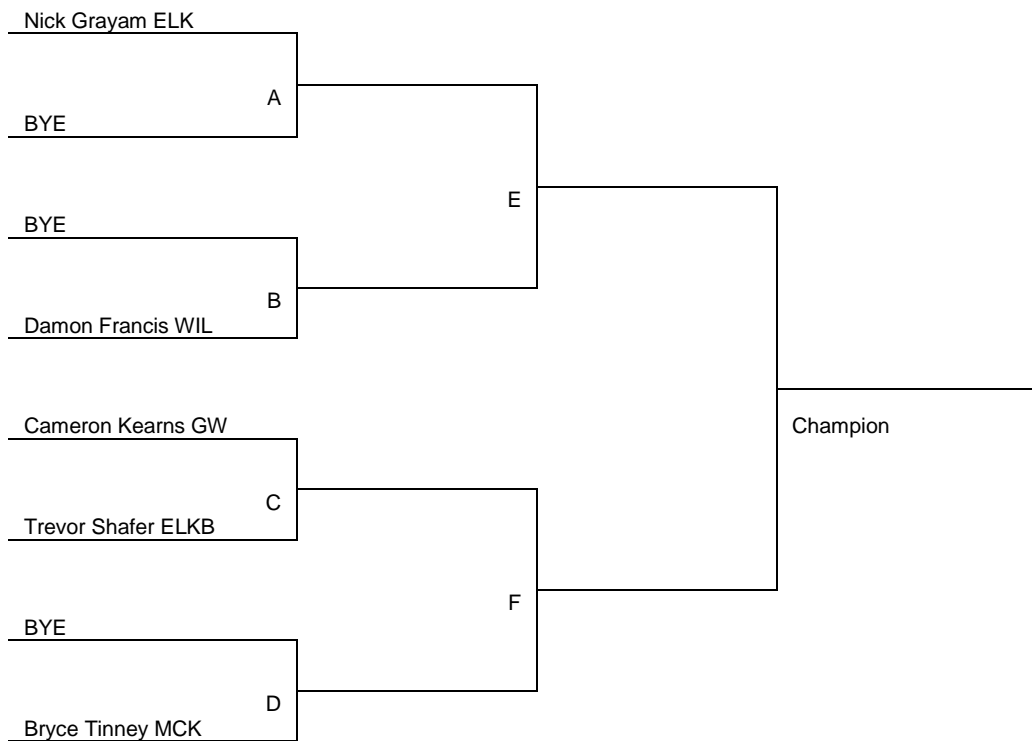 Nick Grayam ELK
A
BYE
BYE
E
B
Damon Francis WIL
Cameron Kearns GW
Champion
C
Trevor Shafer ELKB
F
BYE
D
Bryce Tinney MCK